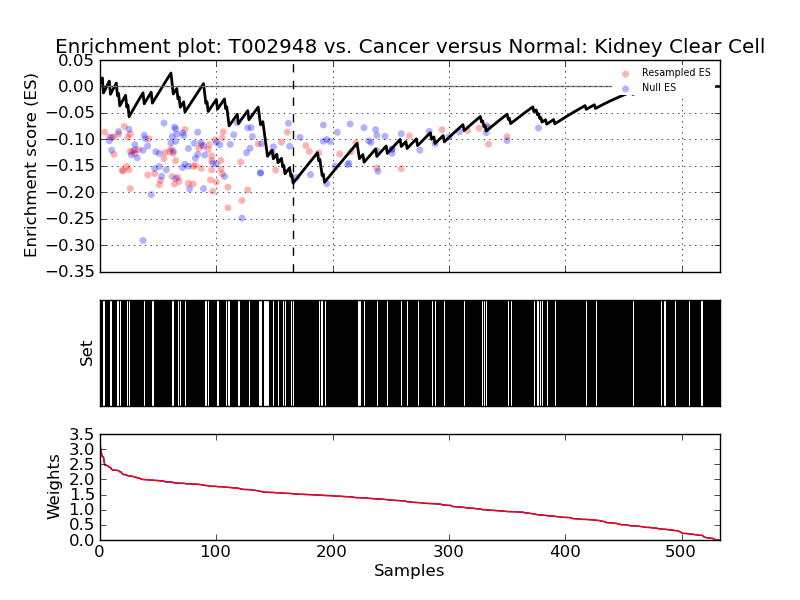 Enrichment plot: T002948 vs. Cancer versus Normal: Kidney Clear Cell
Enrichment score (ES)
0.05
0.00
−0.05
−0.10
−0.15
−0.20
−0.25
−0.30
−0.35
Resampled ES
Null ES
Set
Weights
3.5
3.0
2.5
2.0
1.5
1.0
0.5
0.0
0 100 200 300 400 500
Samples